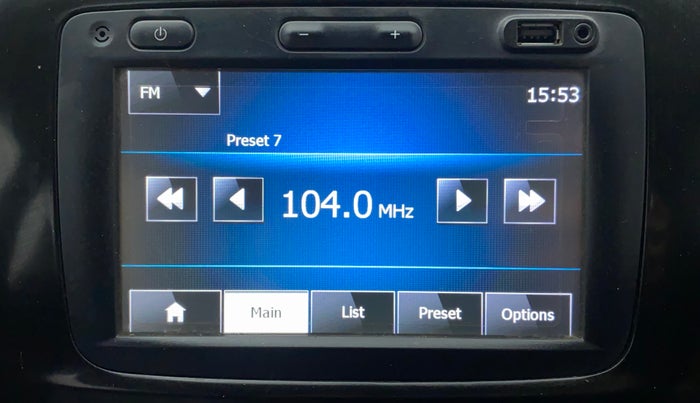 FM
15:53
Preset 7
104.0 MHz
Main List Preset Options